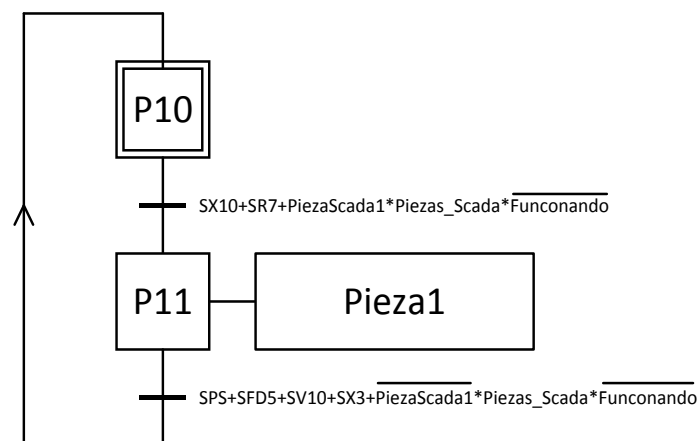 P10
SX10+SR7+PiezaScada1*Piezas_Scada*Funconando
P11
Pieza1
SPS+SFD5+SV10+SX3+PiezaScada1*Piezas_Scada*Funconando